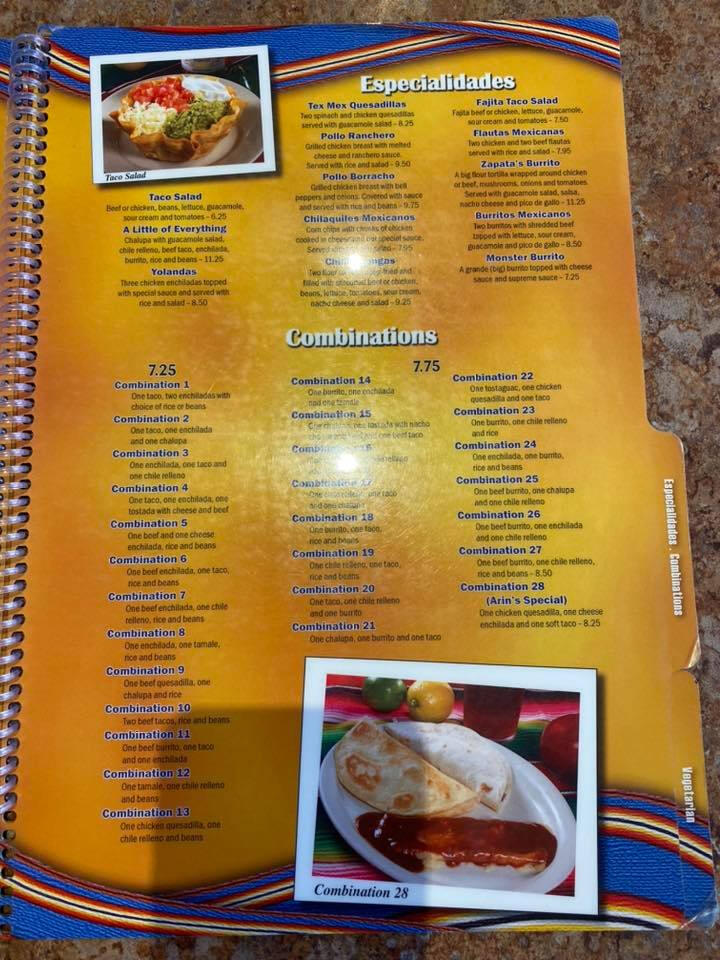 Especialidades
Taco Salad
Taco Salad
Beef or chicken, beans, lettuce, guacamole,
sour cream and tomatoes - 6.25
A Little of Everything
Chalupa with guacamole salad,
chile relleno, beef taco, enchilada,
burrito, rice and beans - 11.25
Yolandas
Three chicken enchiladas topped
with special sauce and served with
rice and salad - 8.50
Tex Mex Quesadillas
Two spinach and chicken quesadillas
served with guacamole salad - 8.25
Pollo Ranchero
Grilled chicken breast with melted
cheese and ranchero sauce.
Served with rice and salad - 9.50
Pollo Borracho
Grilled chicken breast with bell
peppers and onions. Covered with sauce
and served with rice and beans - 9.75
Chilaquiles Mexicanos
Corn chips with chunks of chicken
cooked in cheese and our special sauce.
Served salad - 7.95
Two flour fried and
filled with shredded beef or chicken,
beans, lettuce, tomatoes, sour cream,
nacho cheese and salad - 9.25
Fajita Taco Salad
Fajita beef or chicken, lettuce, guacamole,
sour cream and tomatoes - 7.50
Flautas Mexicanas
Two chicken and two beef flautas
served with rice and salad - 7.95
Zapata's Burrito
A big flour tortilla wrapped around chicken
or beef, mushrooms, onions and tomatoes.
Served with guacamole salad, salsa,
nacho cheese and pico de gallo - 11.25
Burritos Mexicanos
Two burritos with shredded beef
topped with lettuce, sour cream,
guacamole and pico de gallo - 8.50
Monster Burrito
A grande (big) burrito topped with cheese
sauce and supreme sauce - 7.25
Combinations
7.25
Combination 1
One taco, two enchiladas with
choice of rice or beans
Combination 2
One taco, one enchilada
and one chalupa
Combination 3
One enchilada, one taco and
one chile relleno
Combination 4
One taco, one enchilada, one
tostada with cheese and beef
Combination 5
One beef and one cheese
enchilada, rice and beans
Combination 6
One beef enchilada, one taco,
rice and beans
Combination 7
One beef enchilada, one chile
relleno, rice and beans
Combination 8
One enchilada, one tamale,
rice and beans
Combination 9
One beef quesadilla, one
chalupa and rice
Combination 10
Two beef tacos, rice and beans
Combination 11
One beef burrito, one taco
and one enchilada
Combination 12
One tamale, one chile relleno
and beans
Combination 13
One chicken quesadilla, one
chile relleno and beans
7.75
Combination 14
One burrito, one enchilada
and one tamale
Combination 15
One one tostada with nacho
and one beef taco
relleno
Combination 17
One one taco
and one chalupa
Combination 18
One burrito, one taco,
rice and beans
Combination 19
One chile relleno, one taco,
rice and beans
Combination 20
One taco, one chile relleno
and one burrito
Combination 21
One chalupa, one burrito and one taco
Combination 22
One tostaguac, one chicken
quesadilla and one taco
Combination 23
One burrito, one chile relleno
and rice
Combination 24
One enchilada, one burrito,
rice and beans
Combination 25
One beef burrito, one chalupa
and one chile relleno
Combination 26
One beef burrito, one enchilada
and one chile relleno
Combination 27
One beef burrito, one chile relleno,
rice and beans - 8.50
Combination 28
(Arin's Special)
One chicken quesadilla, one cheese
enchilada and one soft taco - 8.25
Combination 28
Especialidades . Combinations
Vegetarian